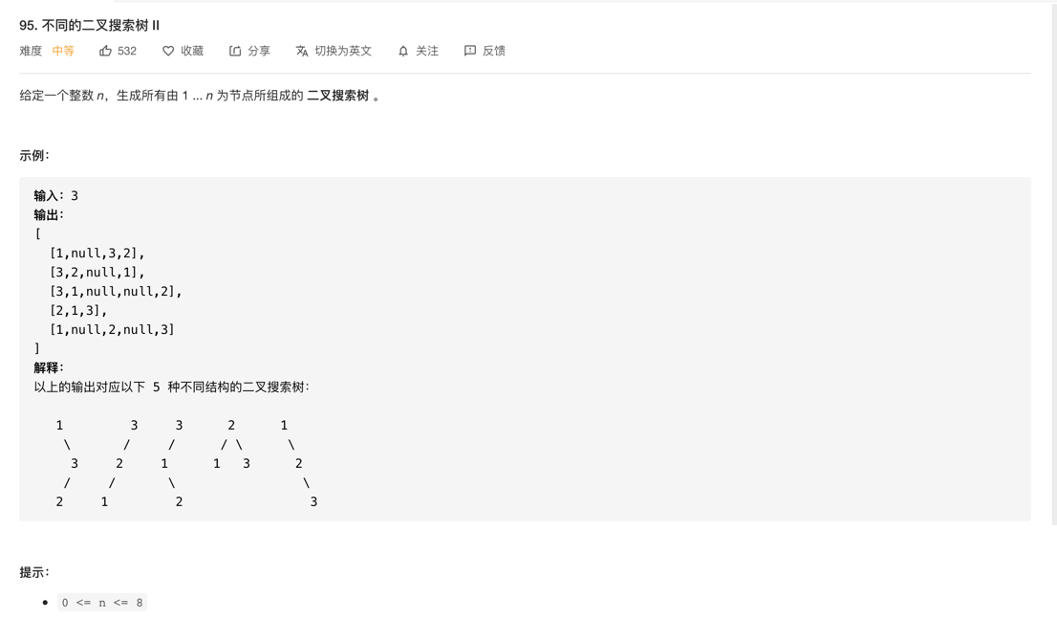 95. 不同的二叉搜索树 II
难度 中等 532 收藏 分享 切换为英文 关注 反馈
给定一个整数 n，生成所有由 1 ... n 为节点所组成的 二叉搜索树 。
示例：
输入：3
输出：
[
  [1,null,3,2],
  [3,2,null,1],
  [3,1,null,null,2],
  [2,1,3],
  [1,null,2,null,3]
]
解释：
以上的输出对应以下 5 种不同结构的二叉搜索树：
   1         3     3      2      1
    \       /     /      / \      \
     3     2     1      1   3      2
    /     /       \                 \
   2     1         2                 3
提示：
• 0 <= n <= 8